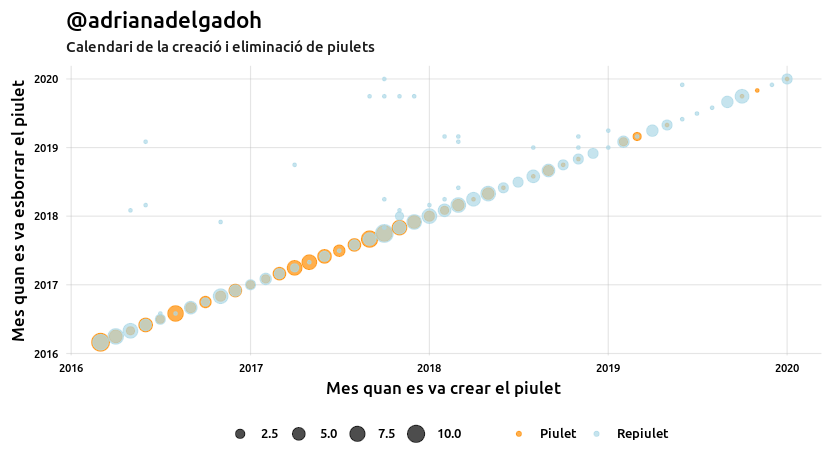 @adrianadelgadoh
Calendari de la creació i eliminació de piulets
Mes quan es va esborrar el piulet
2020
2019
2018
2017
2016
2016 2017 2018 2019 2020
Mes quan es va crear el piulet
2.5 5.0 7.5 10.0 Piulet Repiulet